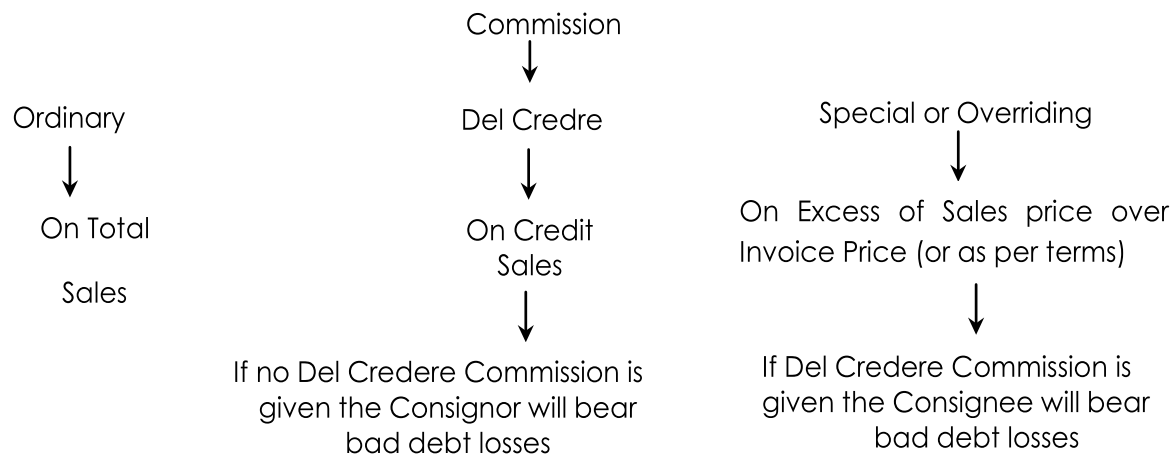 Commission
Ordinary
On Total
Sales
Del Credre
On Credit
Sales
If no Del Credere Commission is
given the Consignor will bear
bad debt losses
Special or Overriding
On Excess of Sales price over
Invoice Price (or as per terms)
If Del Credere Commission is
given the Consignee will bear
bad debt losses